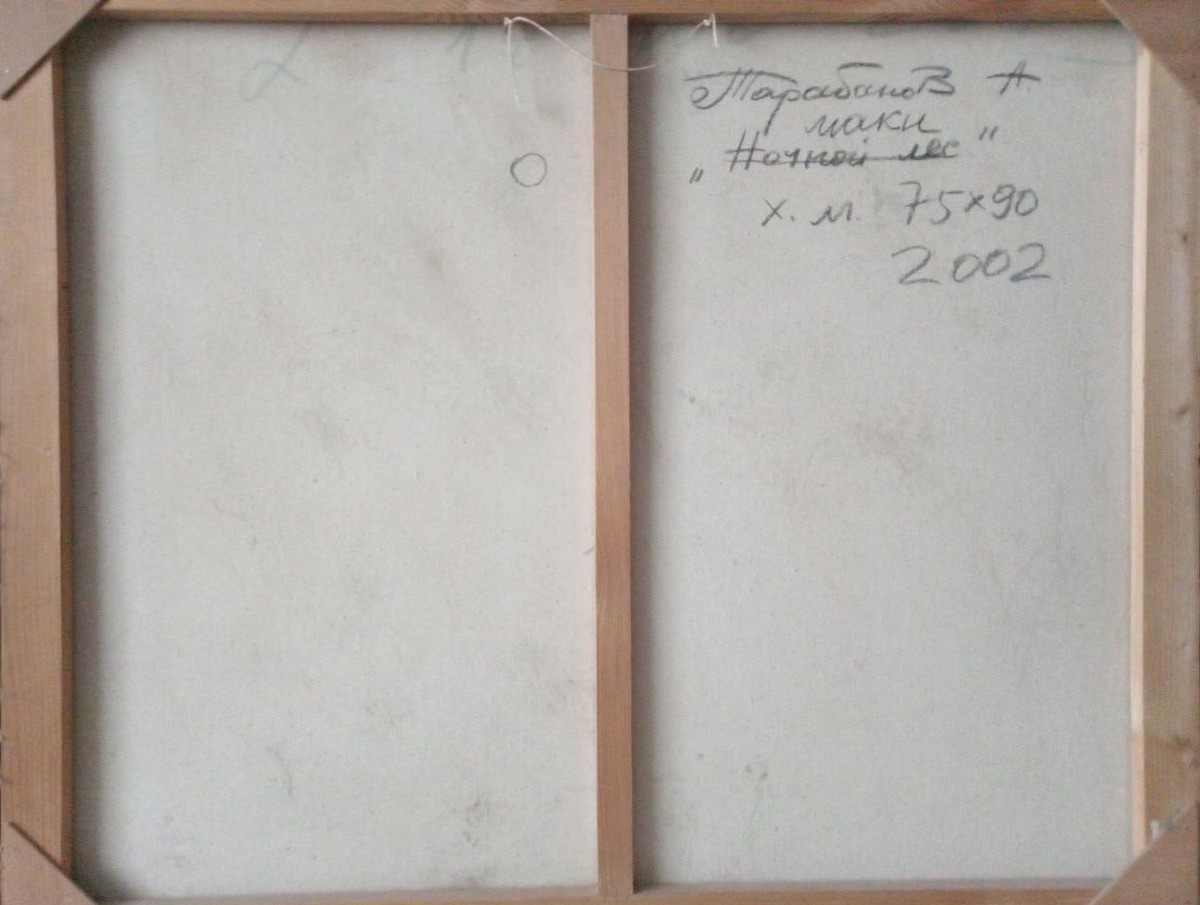 Тарабанов А.
маки
„Ночной лес"
х. м. 75×90
2002